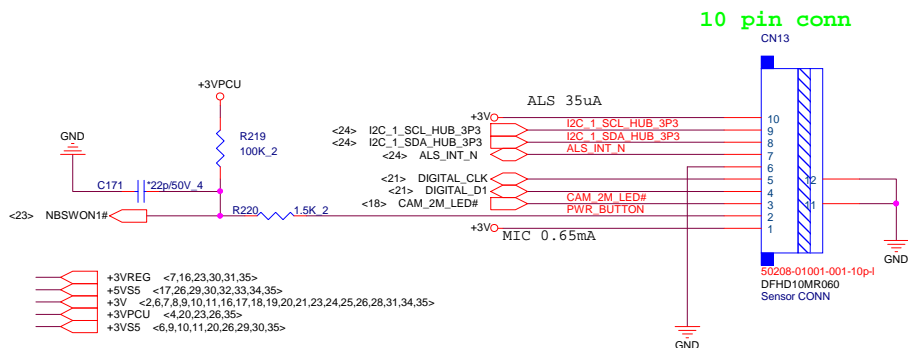 10 pin conn
CN13
+3VPCU
ALS 35uA
+3V
10
GND
R219
100K_2
<24> I2C_1_SCL_HUB_3P3
I2C_1_SCL_HUB_3P3
9
<24> I2C_1_SDA_HUB_3P3
I2C_1_SDA_HUB_3P3
8
<24> ALS_INT_N
ALS_INT_N
7
6
C171
*22p/50V_4
<21> DIGITAL_CLK
5
12
<21> DIGITAL_D1
4
<18> CAM_2M_LED#
CAM_2M_LED#
3
11
<23> NBSWON1#
R220
1.5K_2
PWR_BUTTON
2
+3V
MIC 0.65mA
1
GND
50208-01001-001-10p-l
DFHD10MR060
Sensor CONN
+3VREG <7,16,23,30,31,35>
+5VS5 <17,26,29,30,32,33,34,35>
+3V <2,6,7,8,9,10,11,16,17,18,19,20,21,23,24,25,26,28,31,34,35>
+3VPCU <4,20,23,26,35>
+3VS5 <6,9,10,11,20,26,29,30,35>
GND